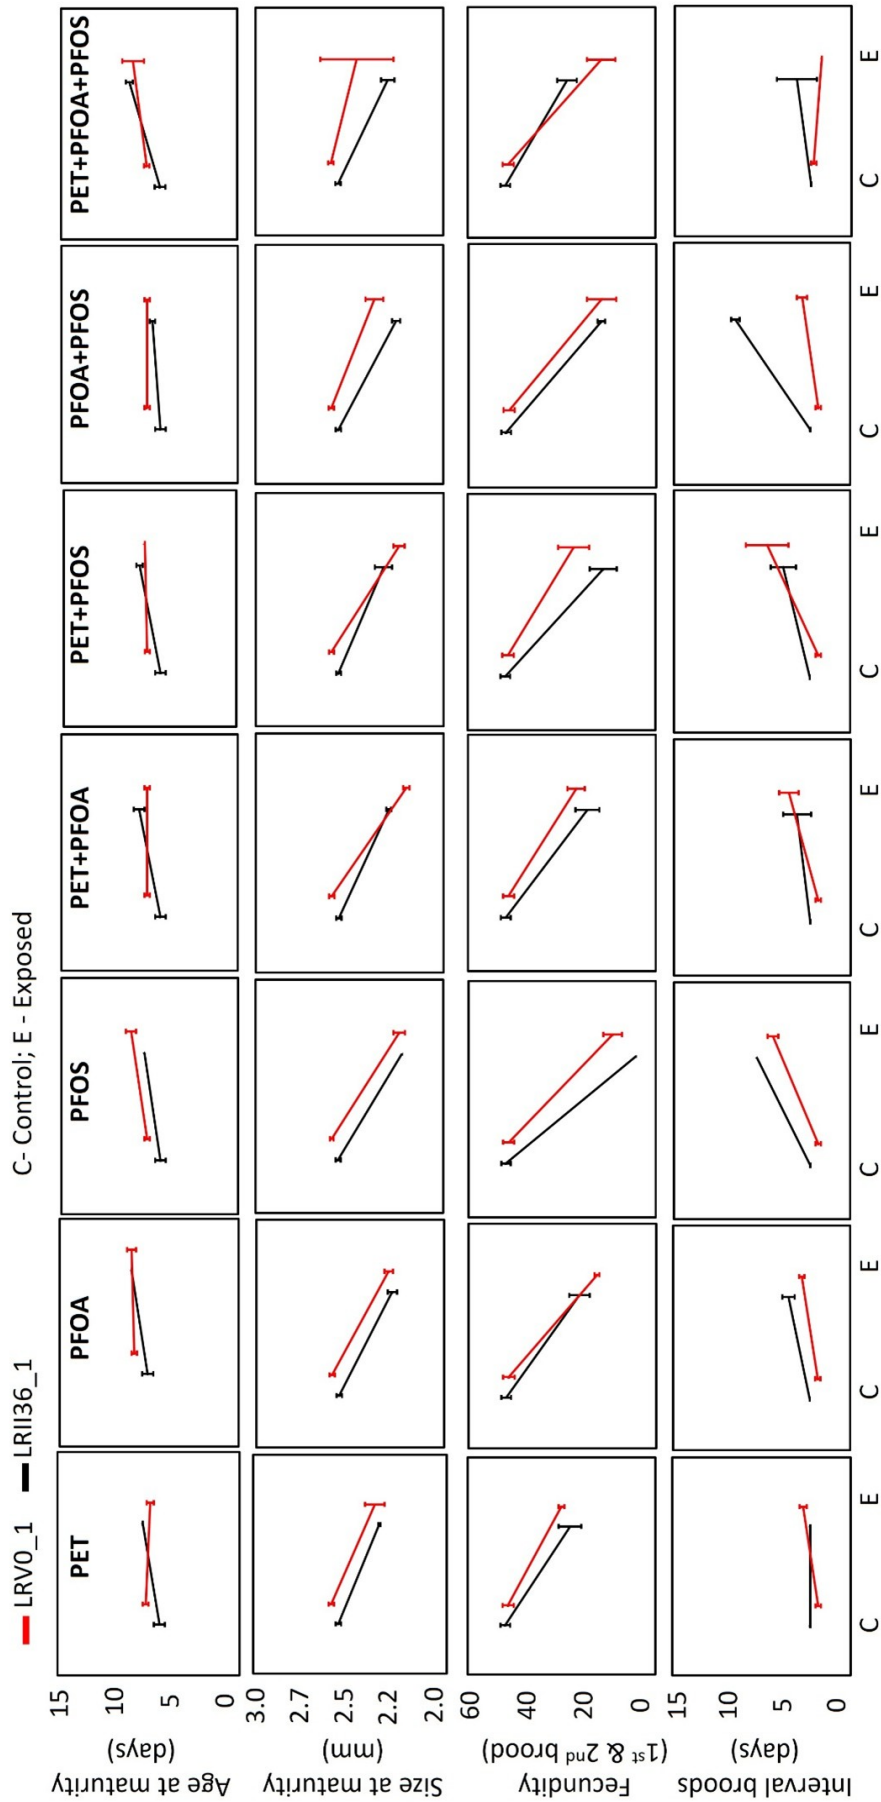 LRV0_1 LRII36_1 C- Control; E - Exposed
PET PFOA PFOS PET+PFOA PET+PFOS PFOA+PFOS PET+PFOA+PFOS
Age at maturity
(days)
15
10
5
0
Size at maturity
(mm)
3.0
2.7
2.5
2.2
2.0
Fecundity
(1st & 2nd brood)
60
40
20
0
Interval broods
(days)
15
10
5
0
C E C E C E C E C E C E C E